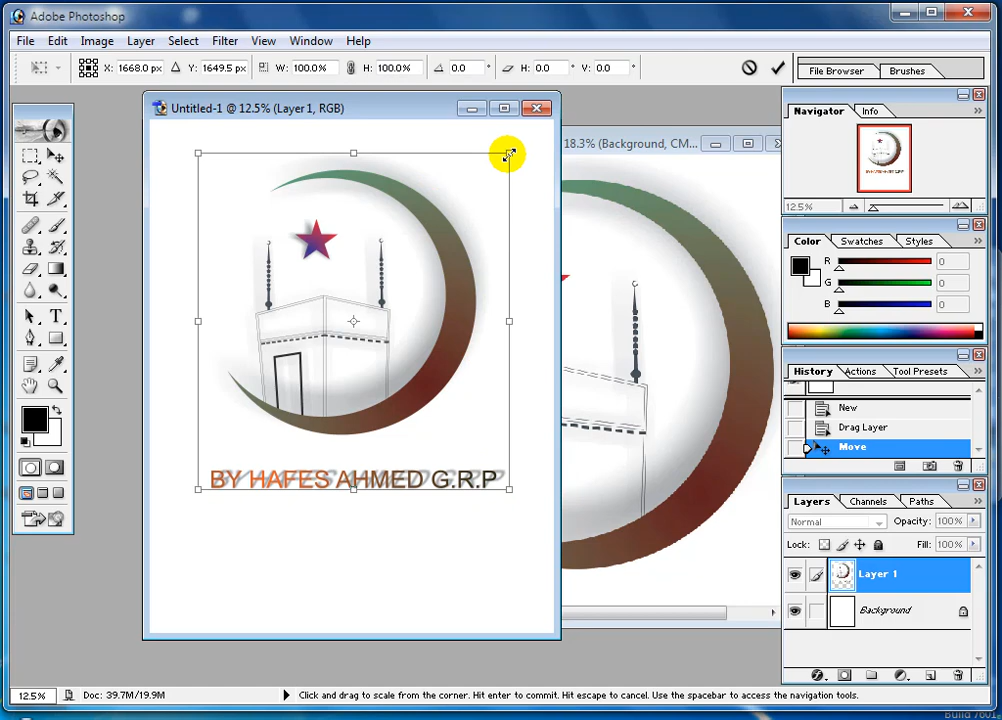 Adobe Photoshop
File Edit Image Layer Select Filter View Window Help
X: 1668.0 px Y: 1649.5 px W: 100.0% H: 100.0% 0.0 ° H: 0.0 ° V: 0.0 °
File Browser Brushes
Untitled-1 @ 12.5% (Layer 1, RGB)
18.3% (Background, CM...
BY HAFES AHMED G.R.P
Navigator Info
BY HAFES AHMED G.R.P
12.5%
Color Swatches Styles
R 0
G 0
B 0
History Actions Tool Presets
New
Drag Layer
Move
Layers Channels Paths
Normal Opacity: 100%
Lock: Fill: 100%
Layer 1
Background
12.5% Doc: 39.7M/19.9M Click and drag to scale from the corner. Hit enter to commit. Hit escape to cancel. Use the spacebar to access the navigation tools.
Build 7601